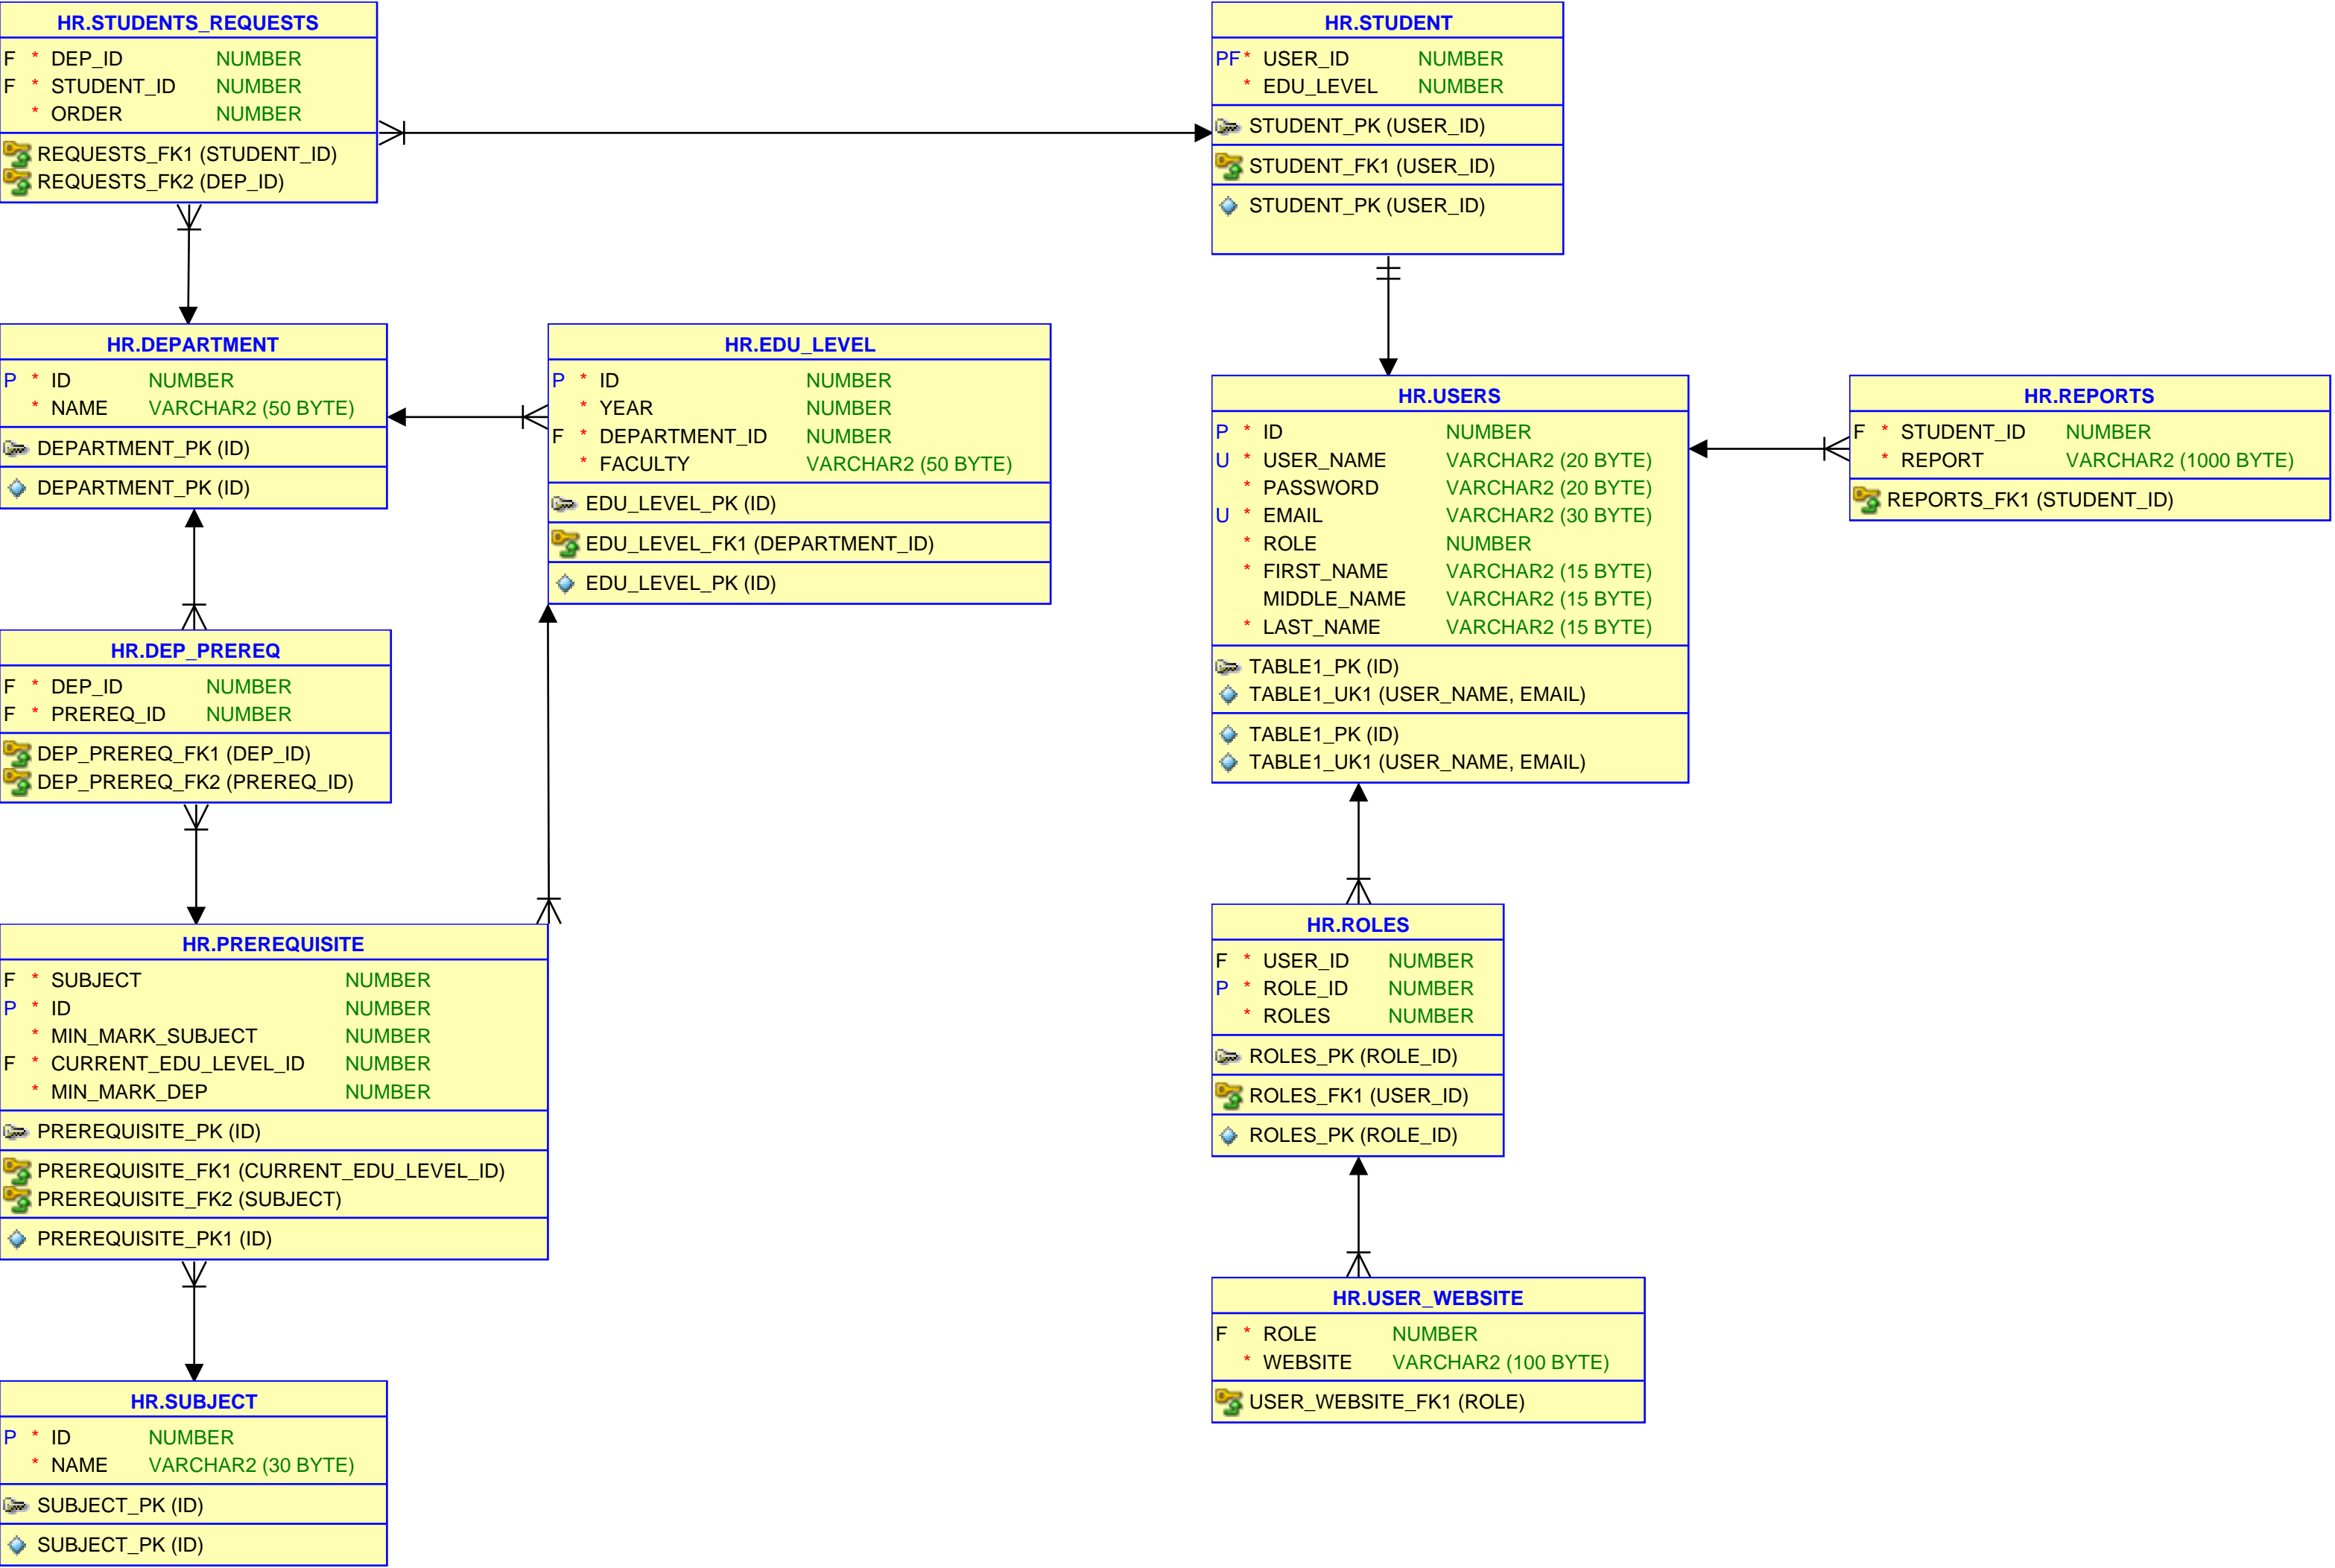 HR.STUDENTS_REQUESTS
F * DEP_ID NUMBER
F * STUDENT_ID NUMBER
* ORDER NUMBER
REQUESTS_FK1 (STUDENT_ID)
REQUESTS_FK2 (DEP_ID)
HR.STUDENT
PF* USER_ID NUMBER
* EDU_LEVEL NUMBER
STUDENT_PK (USER_ID)
STUDENT_FK1 (USER_ID)
STUDENT_PK (USER_ID)
HR.DEPARTMENT
P * ID NUMBER
* NAME VARCHAR2 (50 BYTE)
DEPARTMENT_PK (ID)
DEPARTMENT_PK (ID)
HR.EDU_LEVEL
P * ID NUMBER
* YEAR NUMBER
F * DEPARTMENT_ID NUMBER
* FACULTY VARCHAR2 (50 BYTE)
EDU_LEVEL_PK (ID)
EDU_LEVEL_FK1 (DEPARTMENT_ID)
EDU_LEVEL_PK (ID)
HR.USERS
P * ID NUMBER
U * USER_NAME VARCHAR2 (20 BYTE)
* PASSWORD VARCHAR2 (20 BYTE)
U * EMAIL VARCHAR2 (30 BYTE)
* ROLE NUMBER
* FIRST_NAME VARCHAR2 (15 BYTE)
MIDDLE_NAME VARCHAR2 (15 BYTE)
* LAST_NAME VARCHAR2 (15 BYTE)
TABLE1_PK (ID)
TABLE1_UK1 (USER_NAME, EMAIL)
TABLE1_PK (ID)
TABLE1_UK1 (USER_NAME, EMAIL)
HR.REPORTS
F * STUDENT_ID NUMBER
* REPORT VARCHAR2 (1000 BYTE)
REPORTS_FK1 (STUDENT_ID)
HR.DEP_PREREQ
F * DEP_ID NUMBER
F * PREREQ_ID NUMBER
DEP_PREREQ_FK1 (DEP_ID)
DEP_PREREQ_FK2 (PREREQ_ID)
HR.PREREQUISITE
F * SUBJECT NUMBER
P * ID NUMBER
* MIN_MARK_SUBJECT NUMBER
F * CURRENT_EDU_LEVEL_ID NUMBER
* MIN_MARK_DEP NUMBER
PREREQUISITE_PK (ID)
PREREQUISITE_FK1 (CURRENT_EDU_LEVEL_ID)
PREREQUISITE_FK2 (SUBJECT)
PREREQUISITE_PK1 (ID)
HR.ROLES
F * USER_ID NUMBER
P * ROLE_ID NUMBER
* ROLES NUMBER
ROLES_PK (ROLE_ID)
ROLES_FK1 (USER_ID)
ROLES_PK (ROLE_ID)
HR.USER_WEBSITE
F * ROLE NUMBER
* WEBSITE VARCHAR2 (100 BYTE)
USER_WEBSITE_FK1 (ROLE)
HR.SUBJECT
P * ID NUMBER
* NAME VARCHAR2 (30 BYTE)
SUBJECT_PK (ID)
SUBJECT_PK (ID)